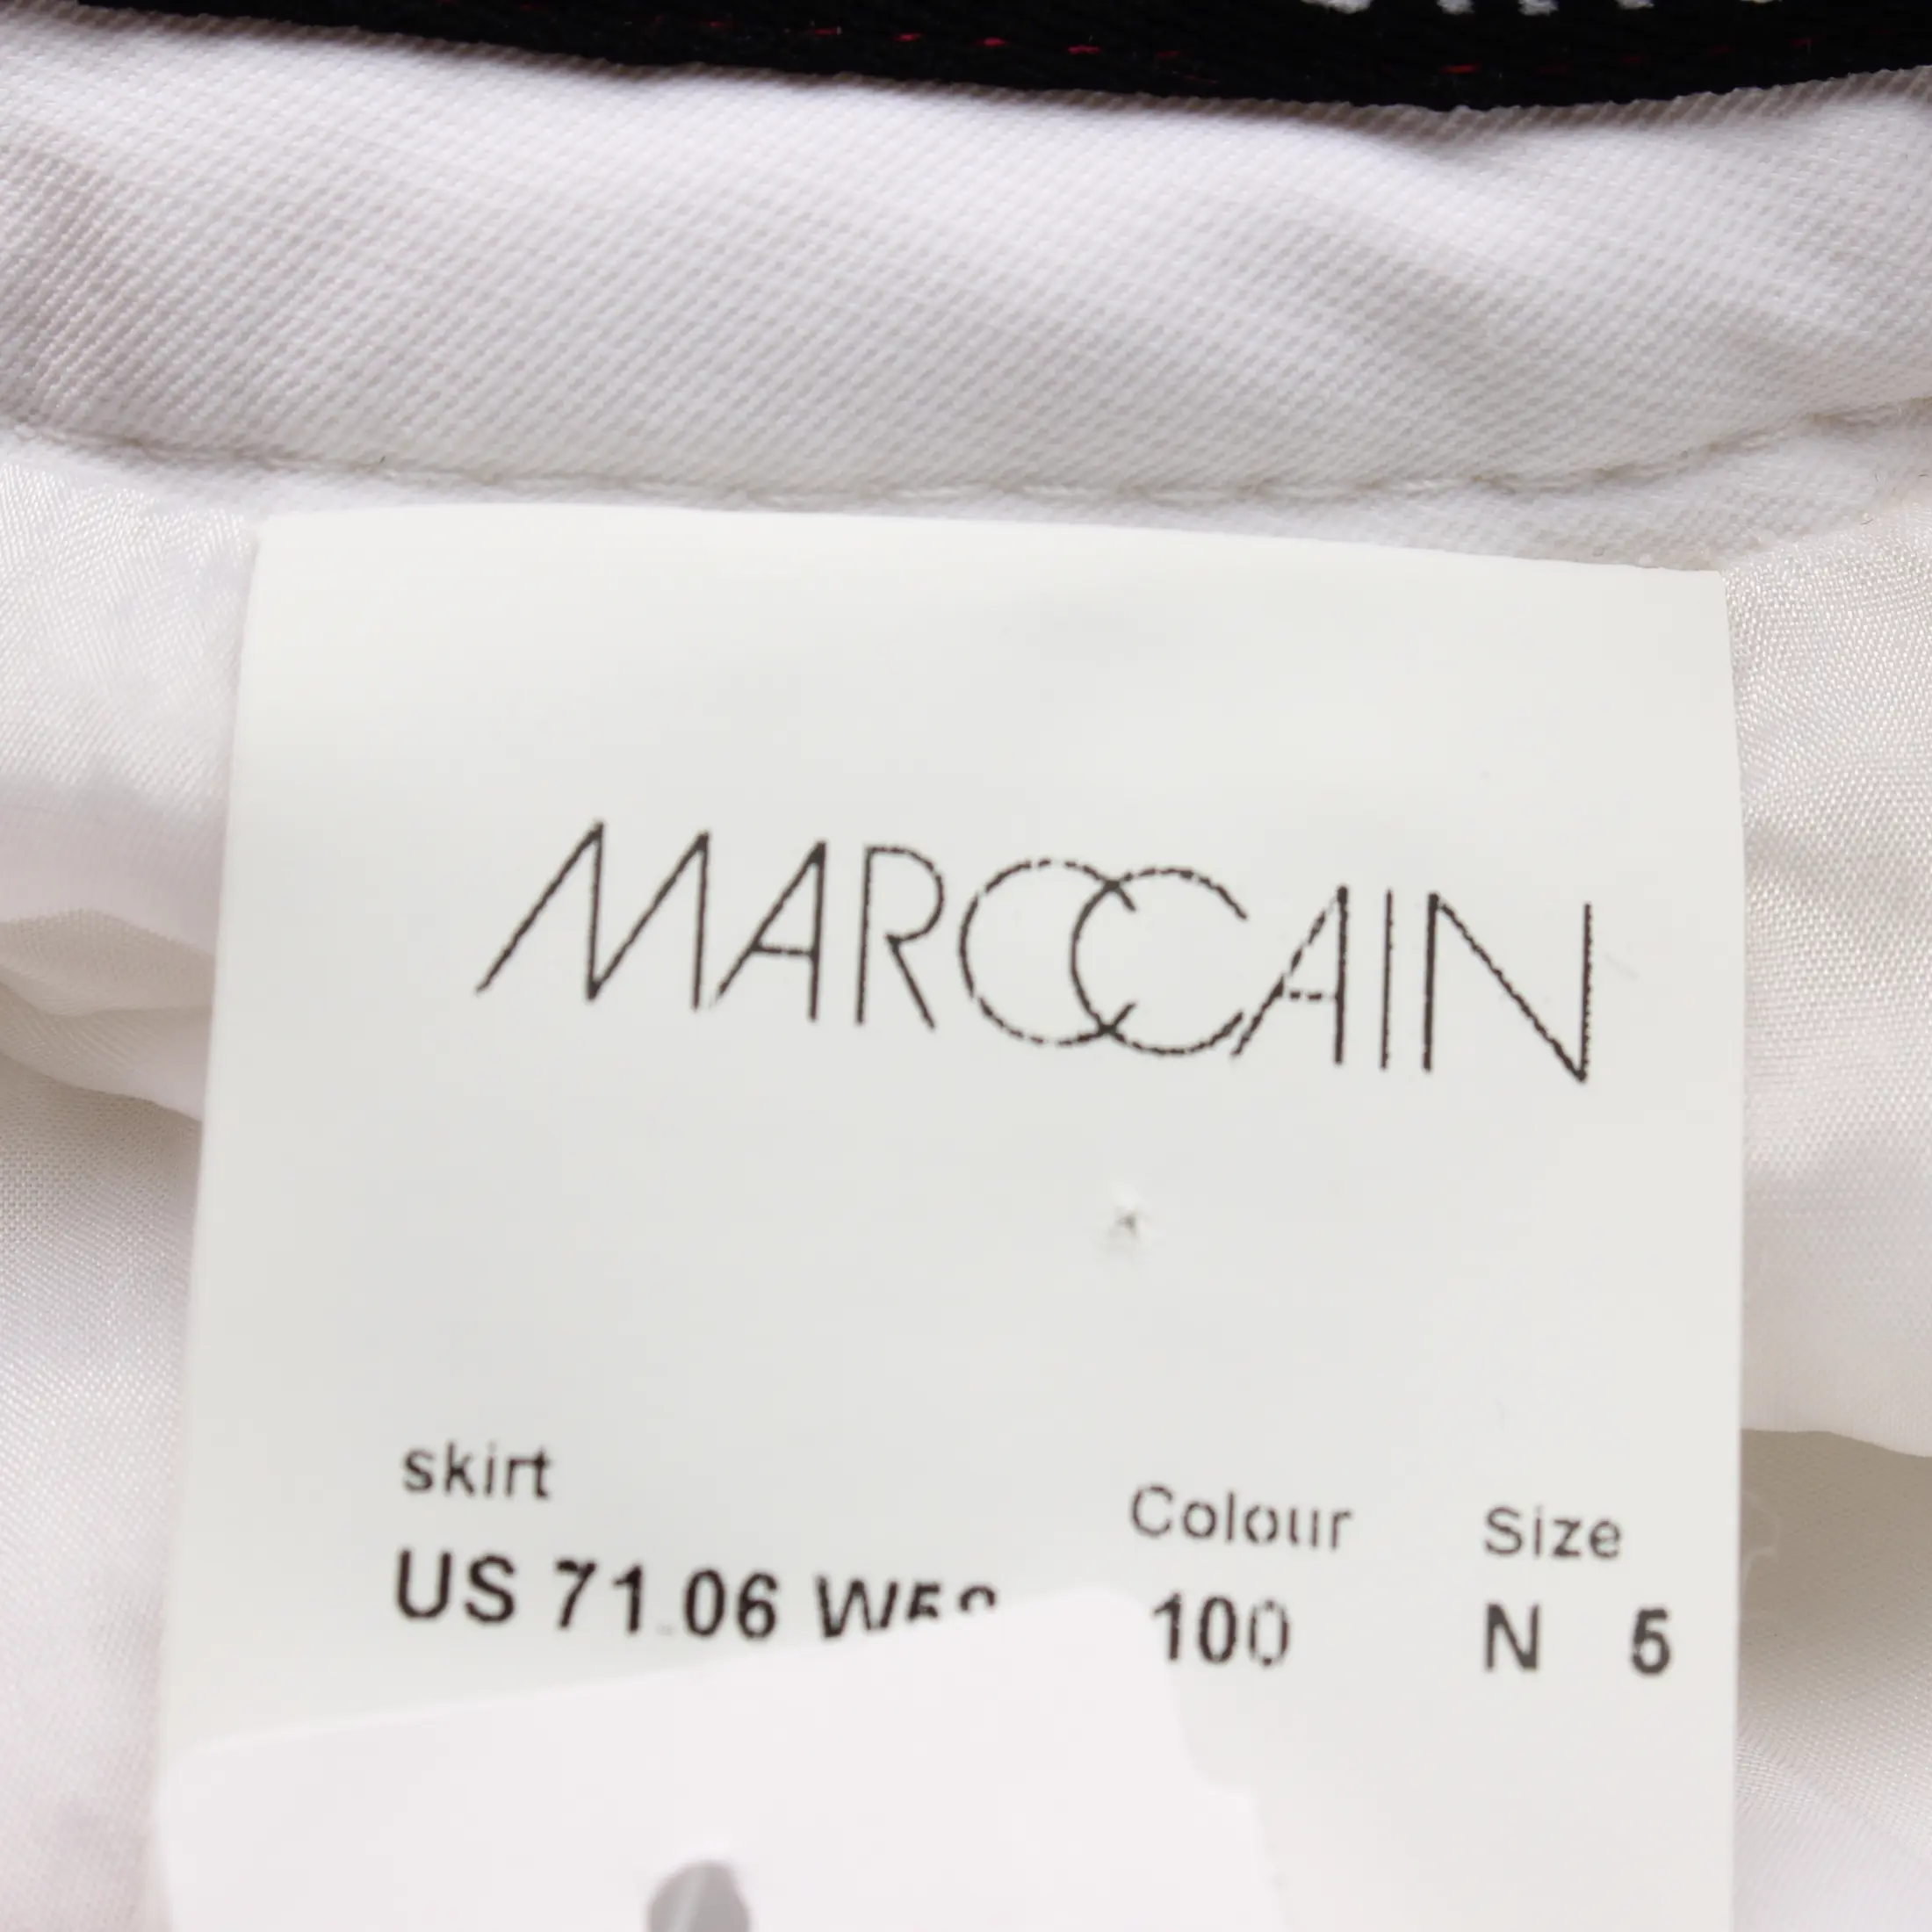 MARCCAIN
skirt
Colour Size
US 71.06 100 N 5